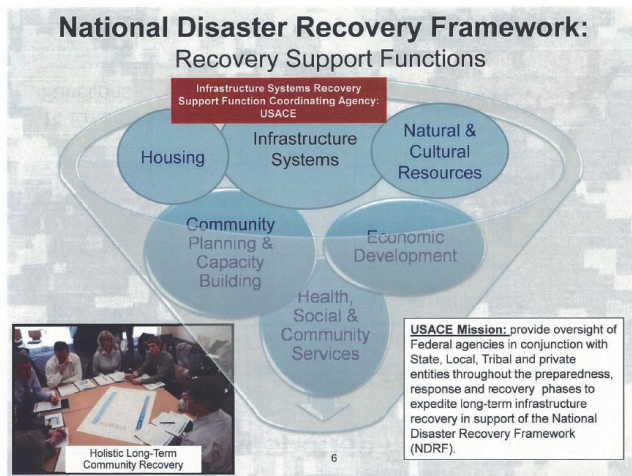 National Disaster Recovery Framework:
Recovery Support Functions
Infrastructure Systems Recovery
Support Function Coordinating Agency:
USACE
Housing
Infrastructure
Systems
Natural &
Cultural
Resources
Community
Planning &
Capacity
Building
Economic
Development
Health,
Social &
Community
Services
Holistic Long-Term
Community Recovery
USACE Mission: provide oversight of
Federal agencies in conjunction with
State, Local, Tribal and private
entities throughout the preparedness,
response and recovery phases to
expedite long-term infrastructure
recovery in support of the National
Disaster Recovery Framework
(NDRF).
6